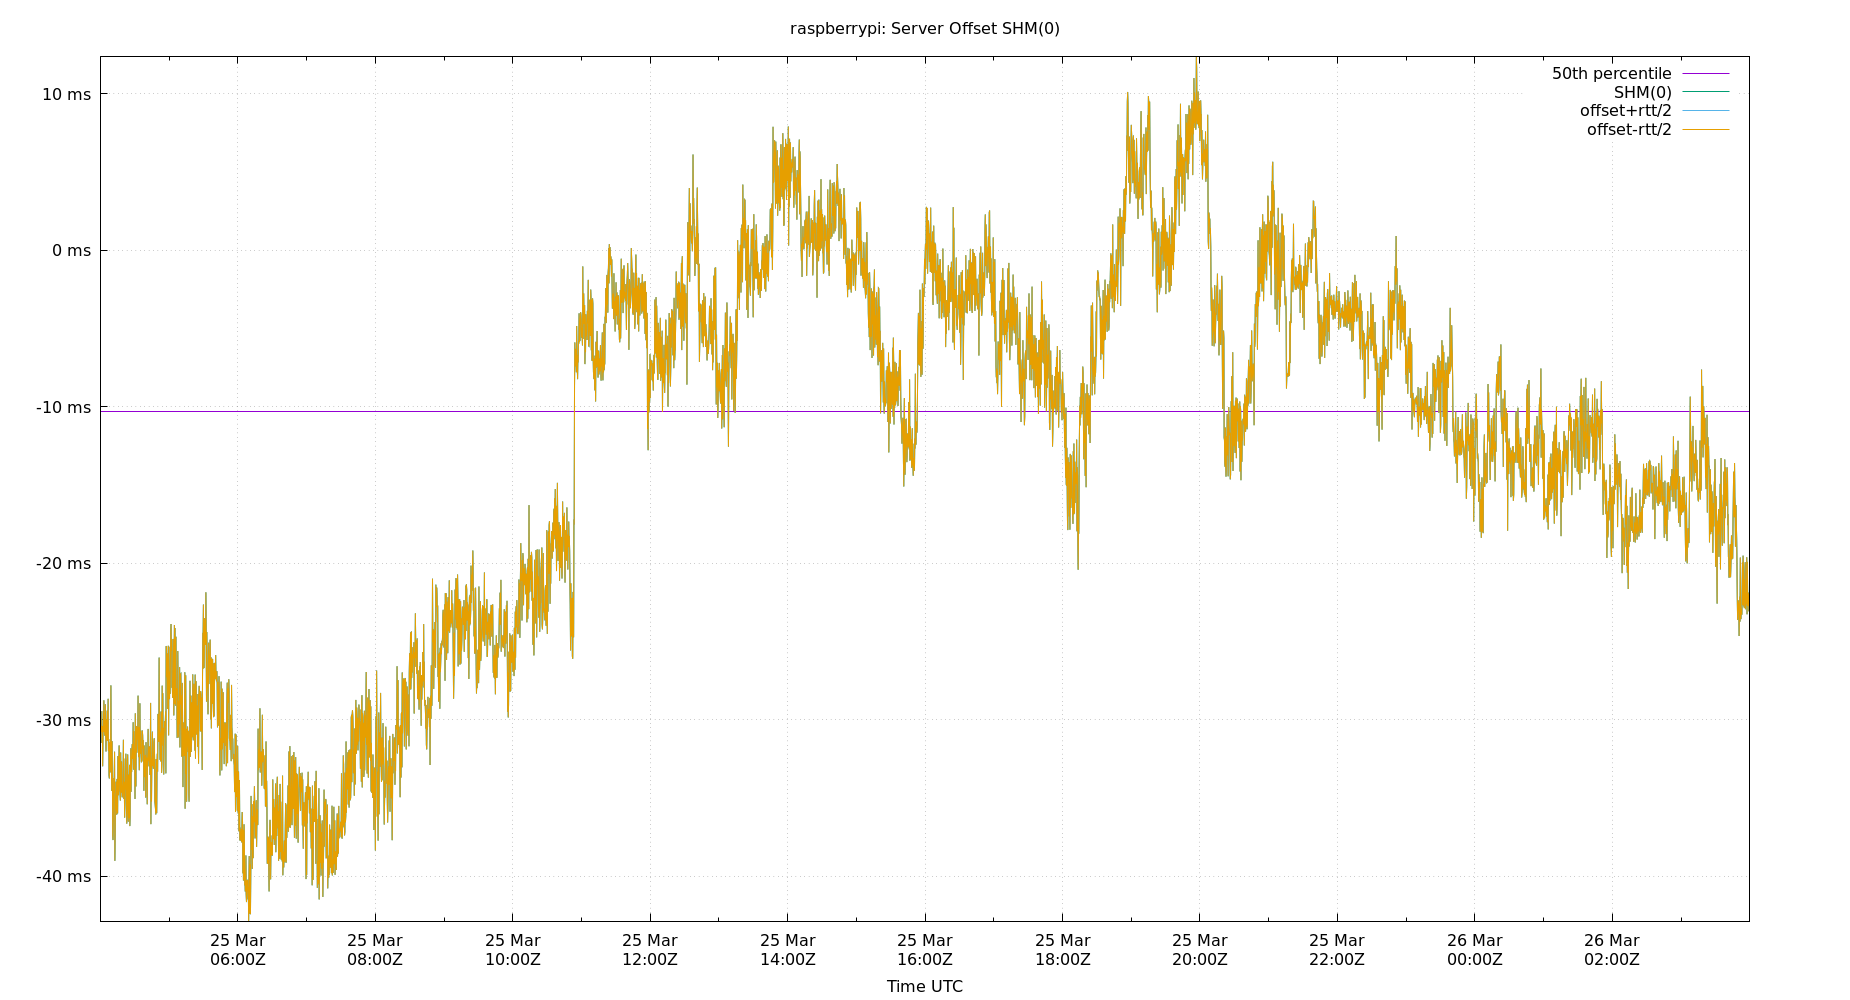 raspberrypi: Server Offset SHM(0)
50th percentile
SHM(0)
offset+rtt/2
offset-rtt/2
10 ms
0 ms
-10 ms
-20 ms
-30 ms
-40 ms
25 Mar 25 Mar 25 Mar 25 Mar 25 Mar 25 Mar 25 Mar 25 Mar 25 Mar 26 Mar 26 Mar
06:00Z 08:00Z 10:00Z 12:00Z 14:00Z 16:00Z 18:00Z 20:00Z 22:00Z 00:00Z 02:00Z
Time UTC